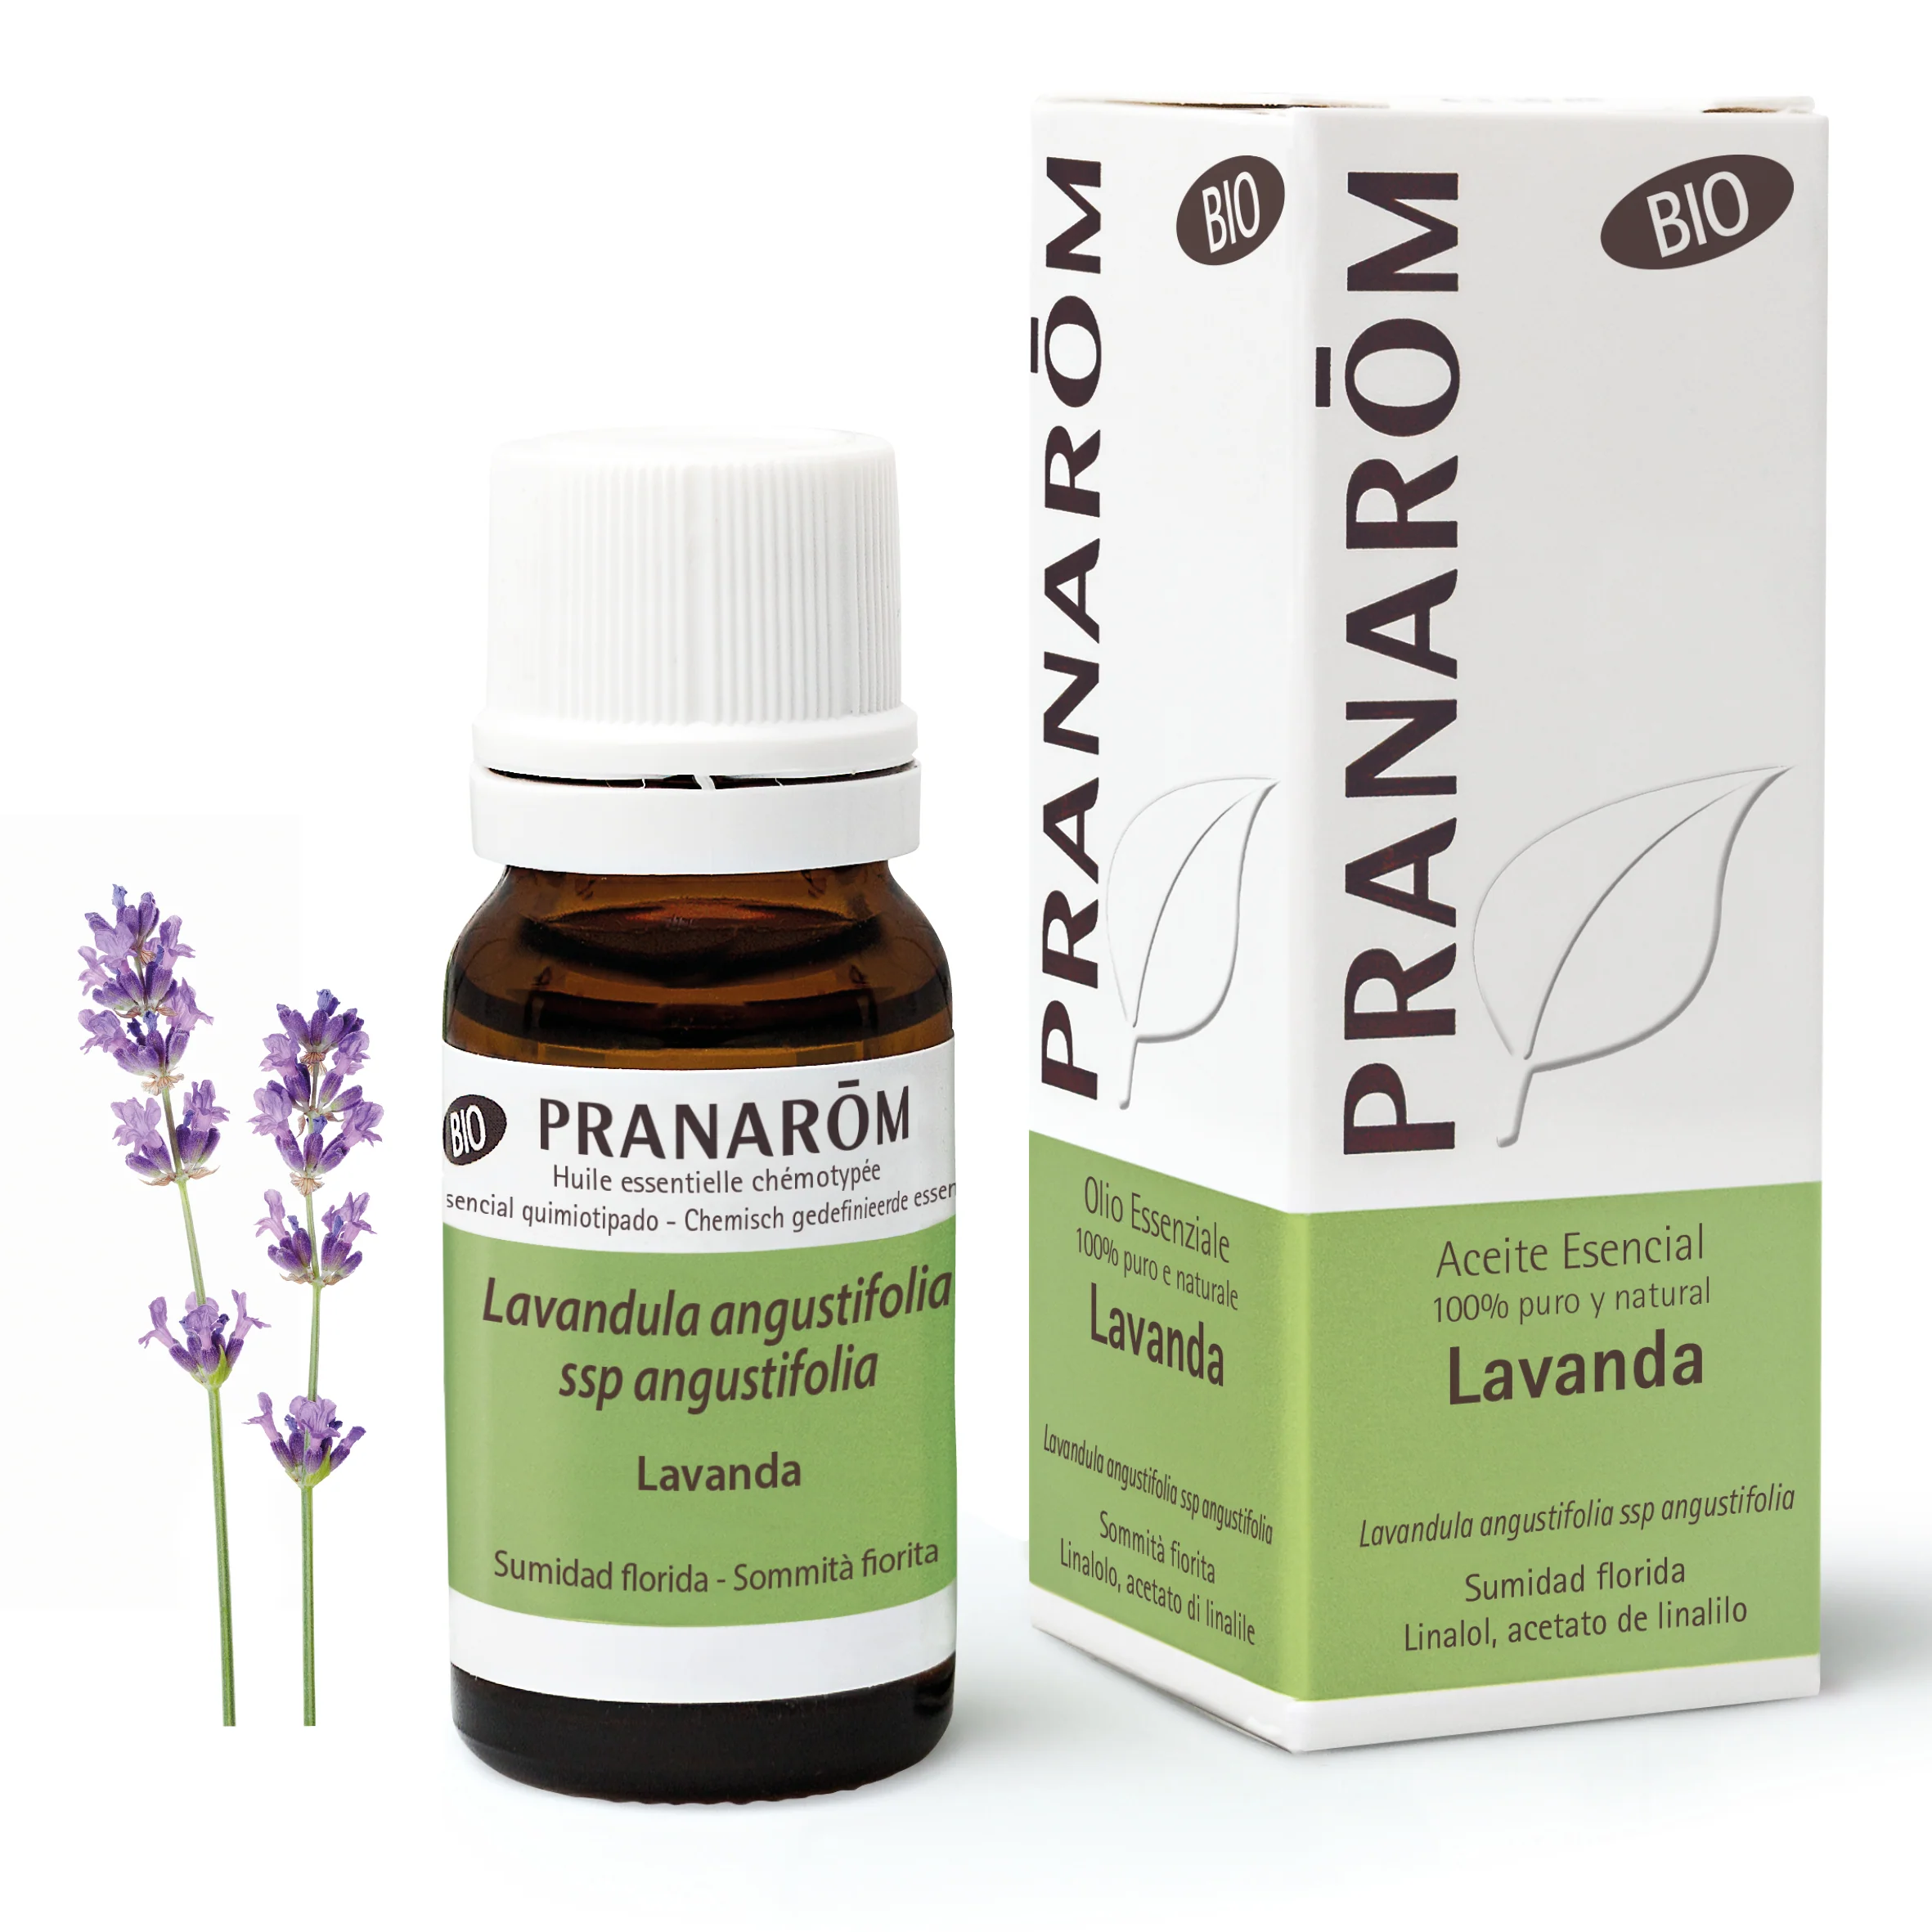 BIO
PRANARŌM
Huile essentielle chémotypée
quimiotipado - Chemisch gedefinieerde
Lavandula angustifolia
ssp angustifolia
Lavanda
Sumidad florida - Sommità fiorita
BIO
PRANARŌM
Olio Essenziale
100% puro e naturale
Lavanda
Lavandula angustifolia ssp angustifolia
Sommità fiorita
Linalolo, acetato di linalile
BIO
PRANARŌM
Aceite Esencial
100% puro y natural
Lavanda
Lavandula angustifolia ssp angustifolia
Sumidad florida
Linalol, acetato de linalilo